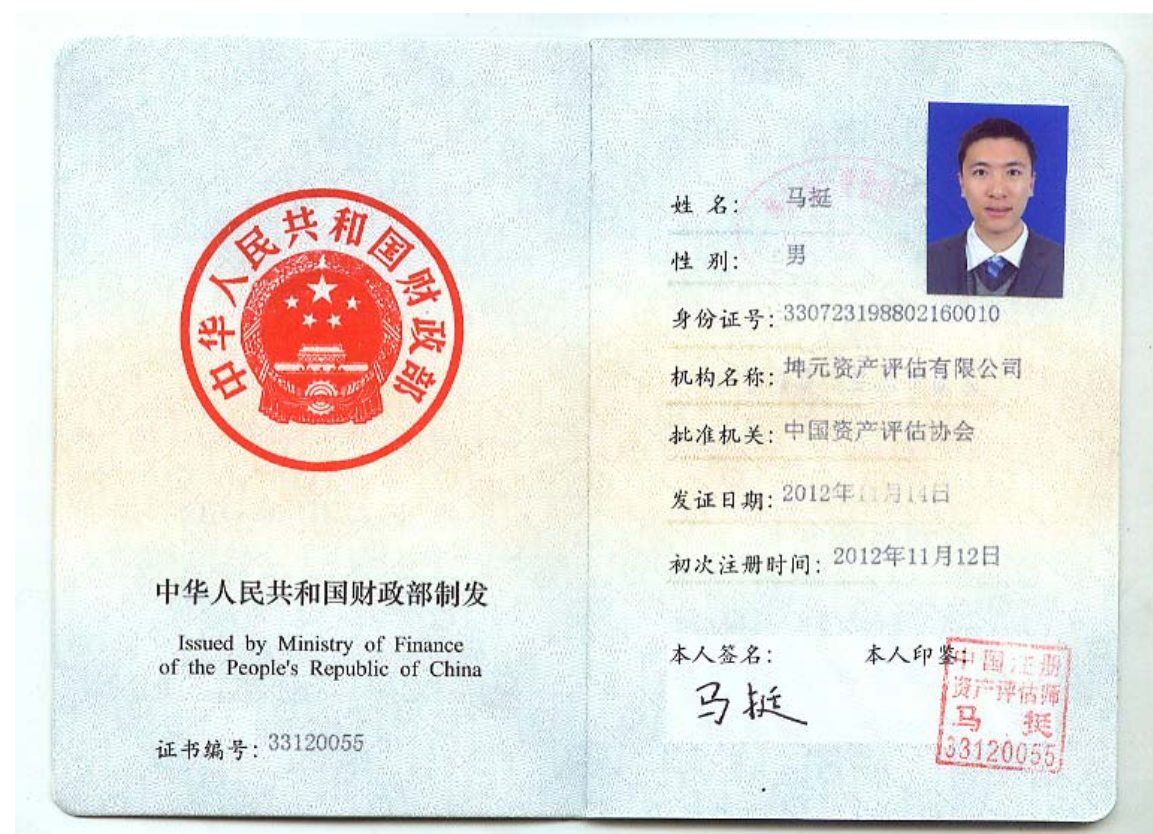 中华人民共和国财政部
中华人民共和国财政部制发
Issued by Ministry of Finance
of the People's Republic of China
证书编号：33120055
姓 名： 马挺
性 别： 男
身份证号：330723198802160010
机构名称：坤元资产评估有限公司
批准机关：中国资产评估协会
发证日期：2012年11月14日
初次注册时间：2012年11月12日
本人签名： 本人印鉴：
马挺
中国注册
资产评估师
马 挺
33120055